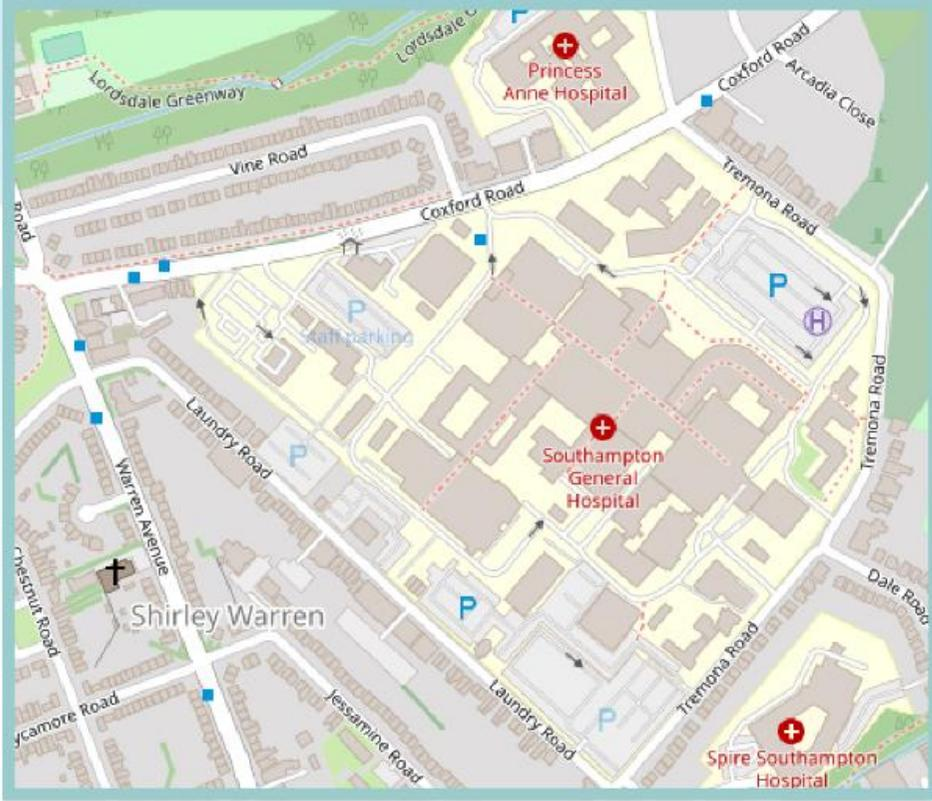 P
Lordsdale G
Princess
Anne Hospital
Coxford Road
Arcadia Close
Lordsdale Greenway
Vine Road
Tremona Road
Coxford Road
Road
P
H
P
Staff parking
Tremona Road
Laundry Road
P
Southampton
General
Hospital
Warren Avenue
Chestnut Road
Dale Road
P
Shirley Warren
Tremona Road
Laundry Road
ycamore Road
Jessamine Road
P
Spire Southampton
Hospital